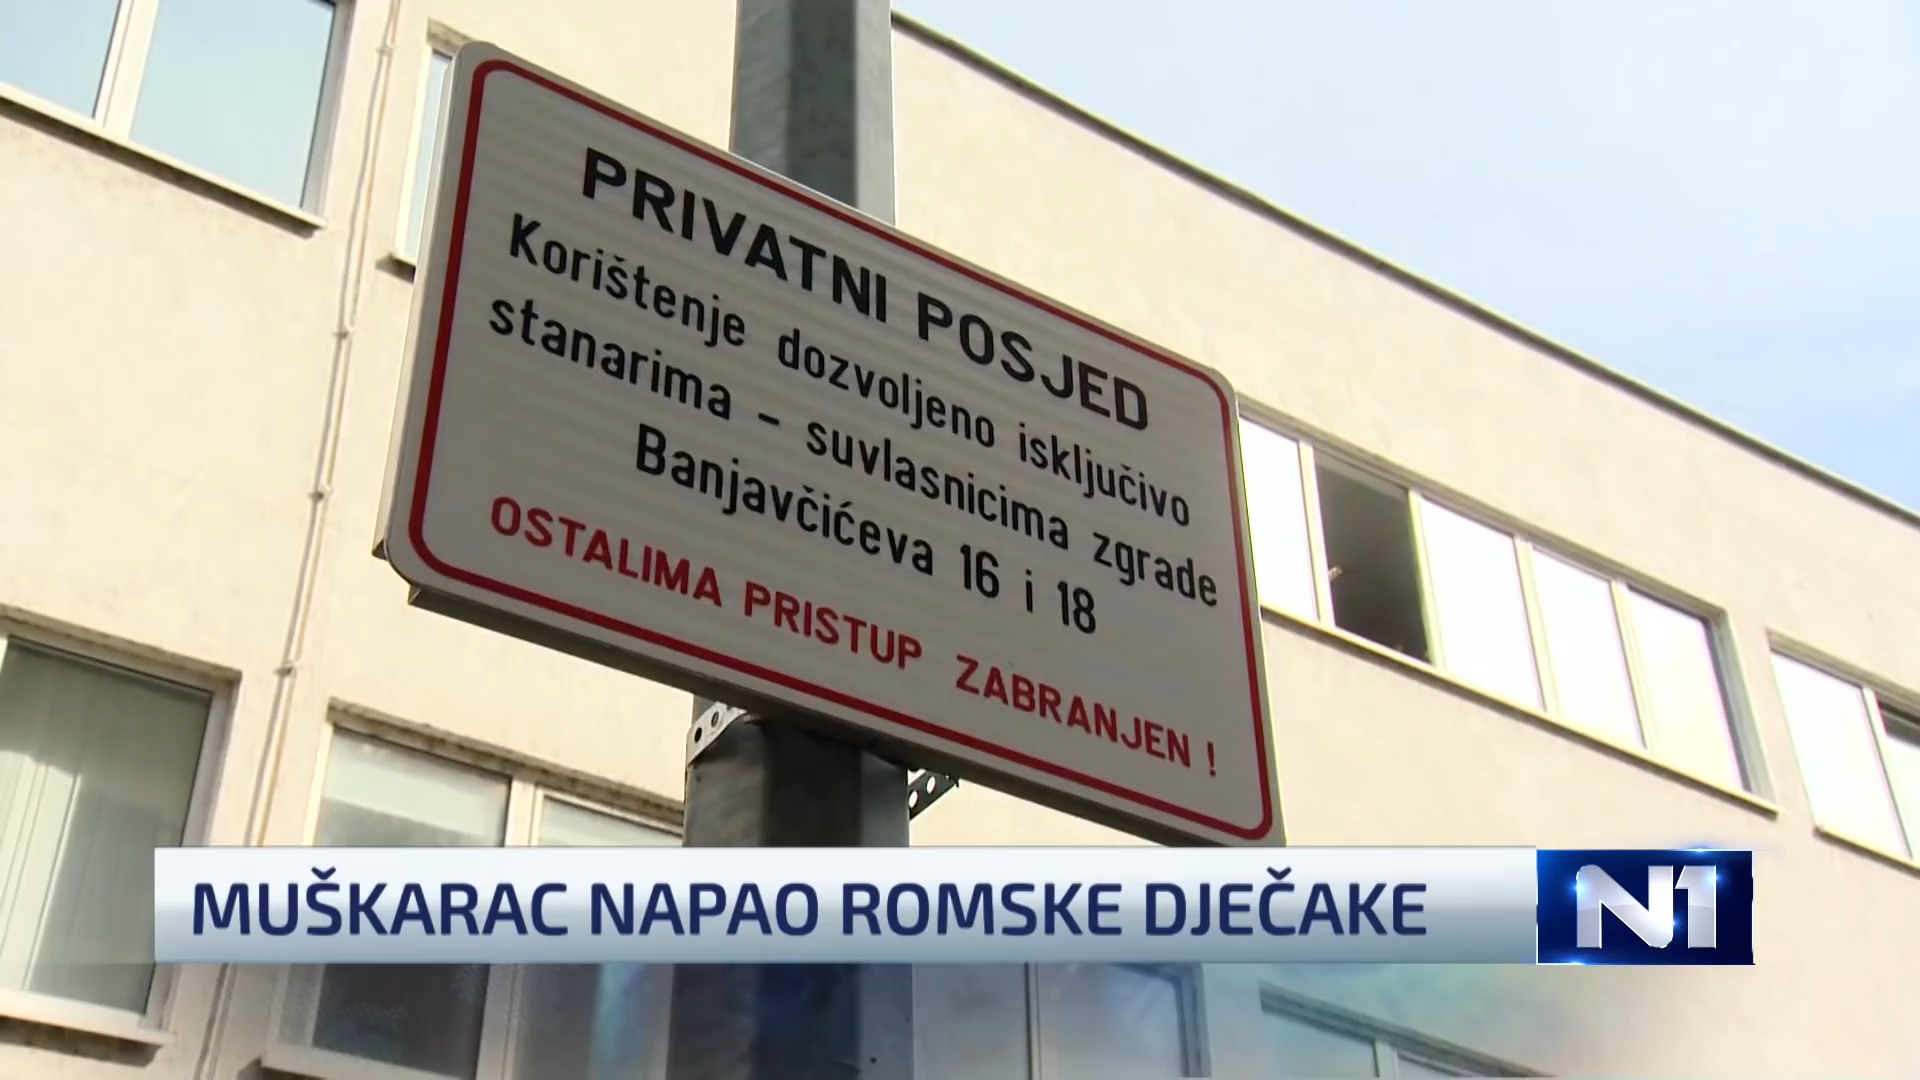 PRIVATNI POSJED
Korištenje dozvoljeno isključivo
stanarima - suvlasnicima zgrade
Banjavčićeva 16 i 18
OSTALIMA PRISTUP ZABRANJEN !
MUŠKARAC NAPAO ROMSKE DJEČAKE
N1